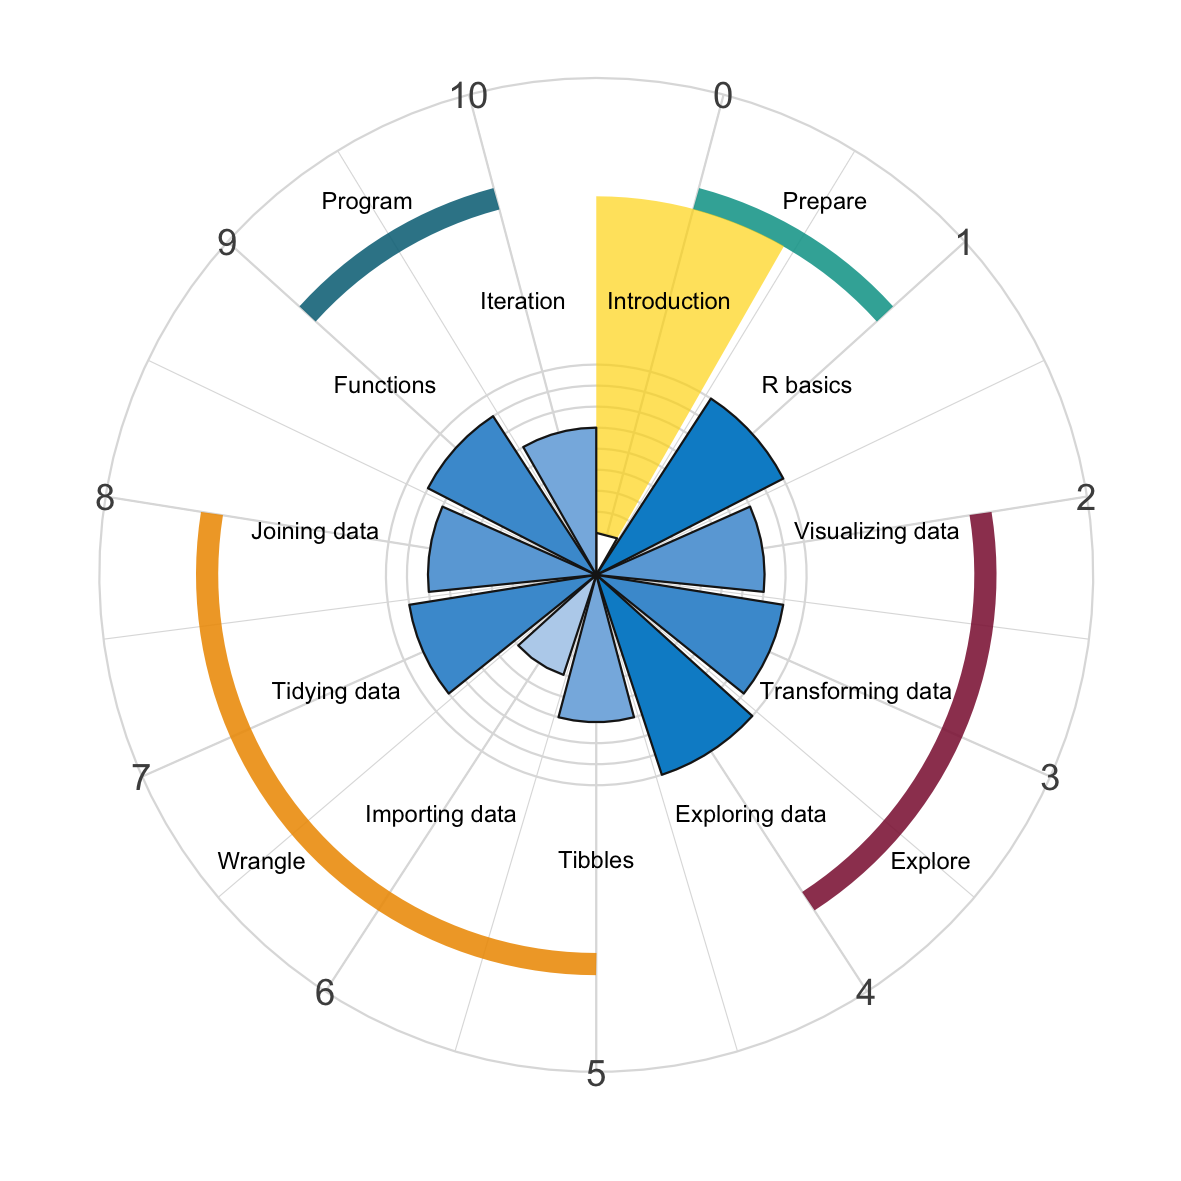 10
0
Program
Prepare
9
1
Iteration
Introduction
Functions
R basics
8
2
Joining data
Visualizing data
Tidying data
Transforming data
7
3
Importing data
Exploring data
Wrangle
Tibbles
Explore
6
4
5